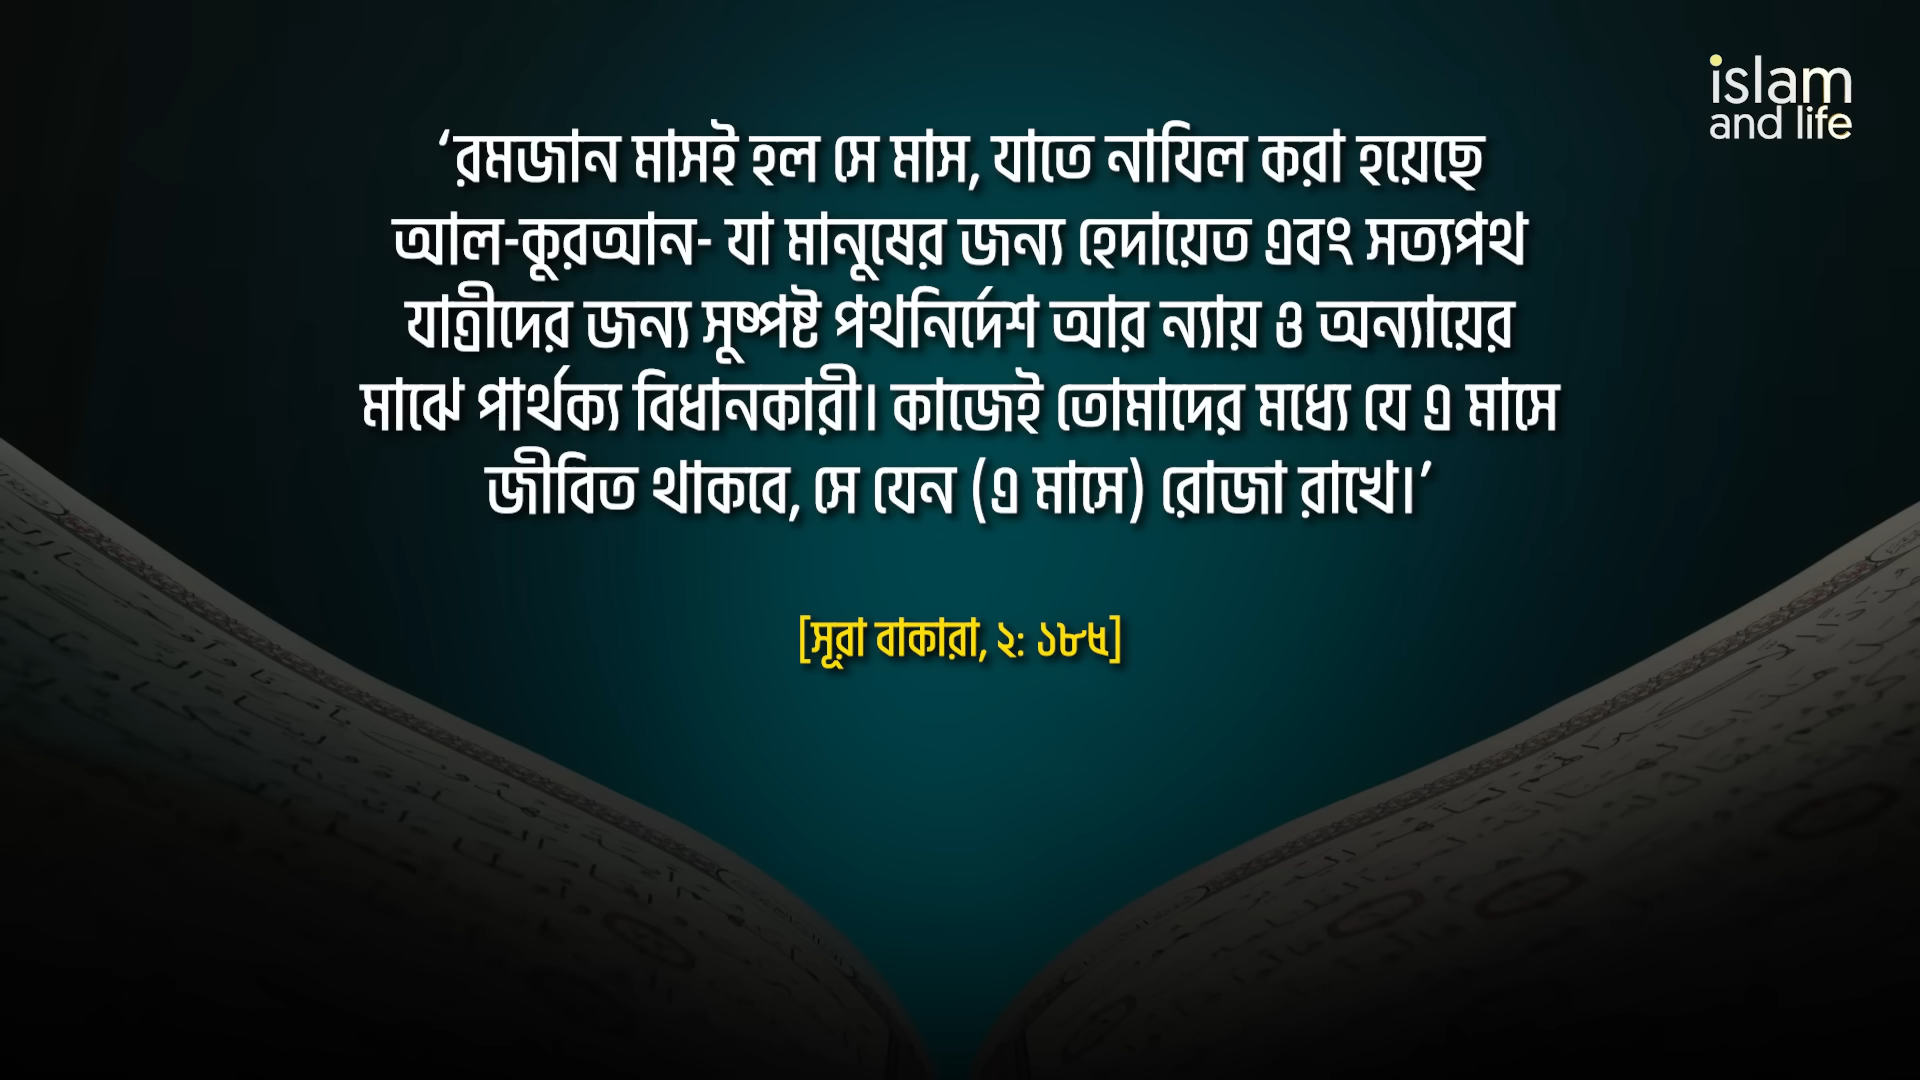 islam
and life
‘রমজান মাসই হল সে মাস, যাতে নাযিল করা হয়েছে
আল-কুরআন- যা মানুষের জন্য হেদায়েত এবং সত্যপথ
যাত্রীদের জন্য সুষ্পষ্ট পথনির্দেশ আর ন্যায় ও অন্যায়ের
মাঝে পার্থক্য বিধানকারী। কাজেই তোমাদের মধ্যে যে এ মাসে
জীবিত থাকবে, সে যেন (এ মাসে) রোজা রাখে।’
[সূরা বাকারা, ২: ১৮৫]